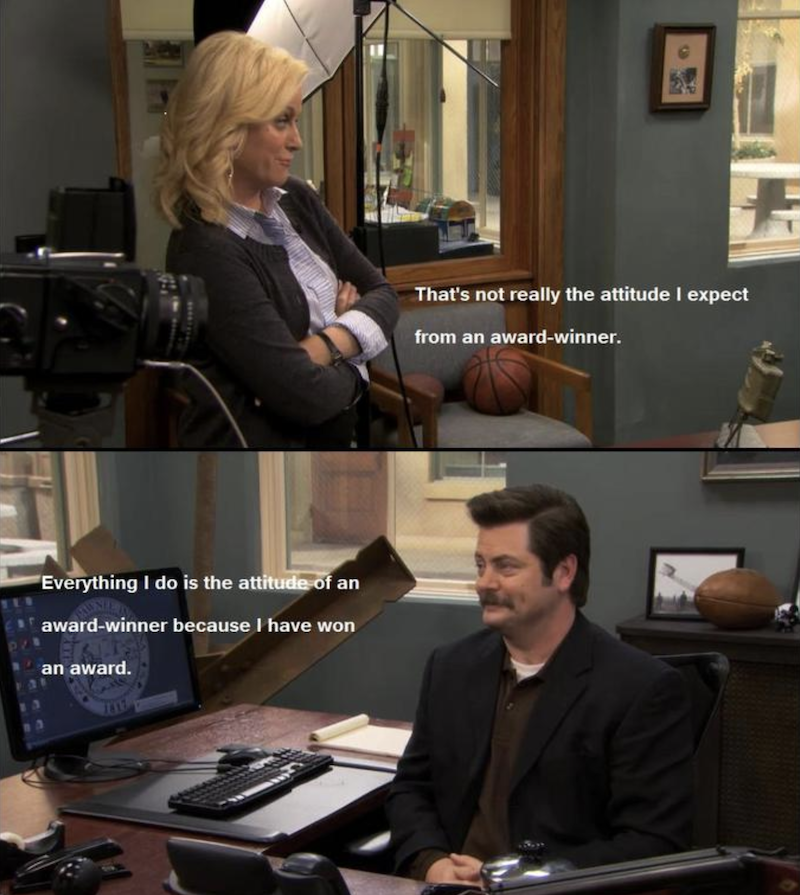 That's not really the attitude I expect
from an award-winner.
Everything I do is the attitude of an
award-winner because I have won
an award.
1817